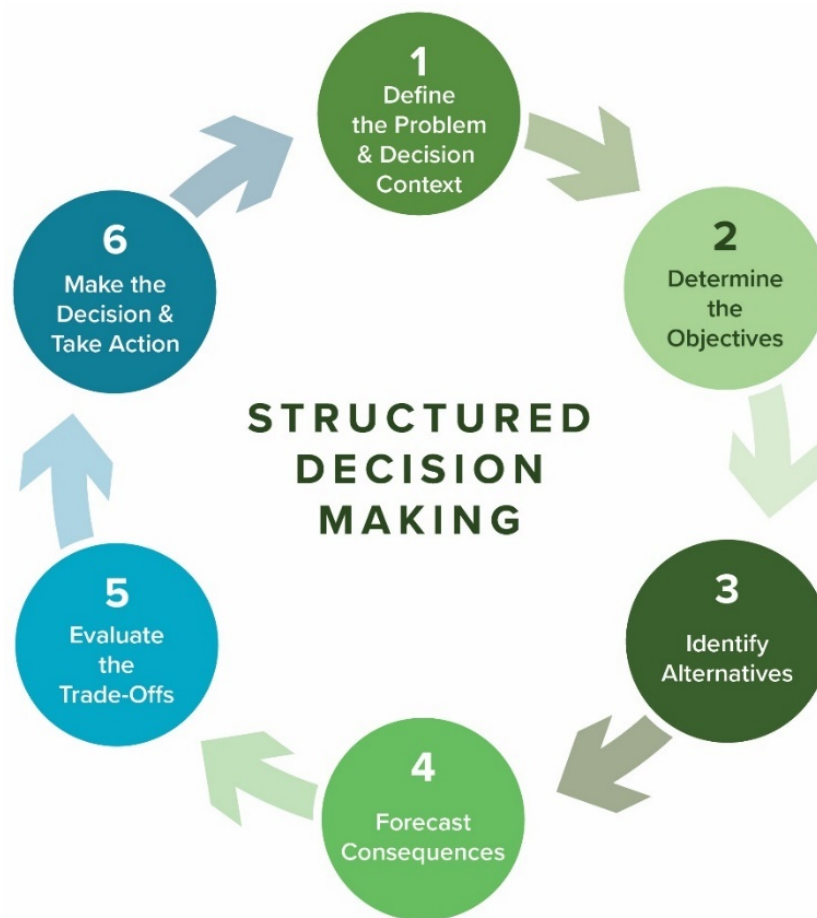 1
Define
the Problem
& Decision
Context
2
Determine
the
Objectives
3
Identify
Alternatives
4
Forecast
Consequences
5
Evaluate
the
Trade-Offs
6
Make the
Decision &
Take Action
STRUCTURED
DECISION
MAKING